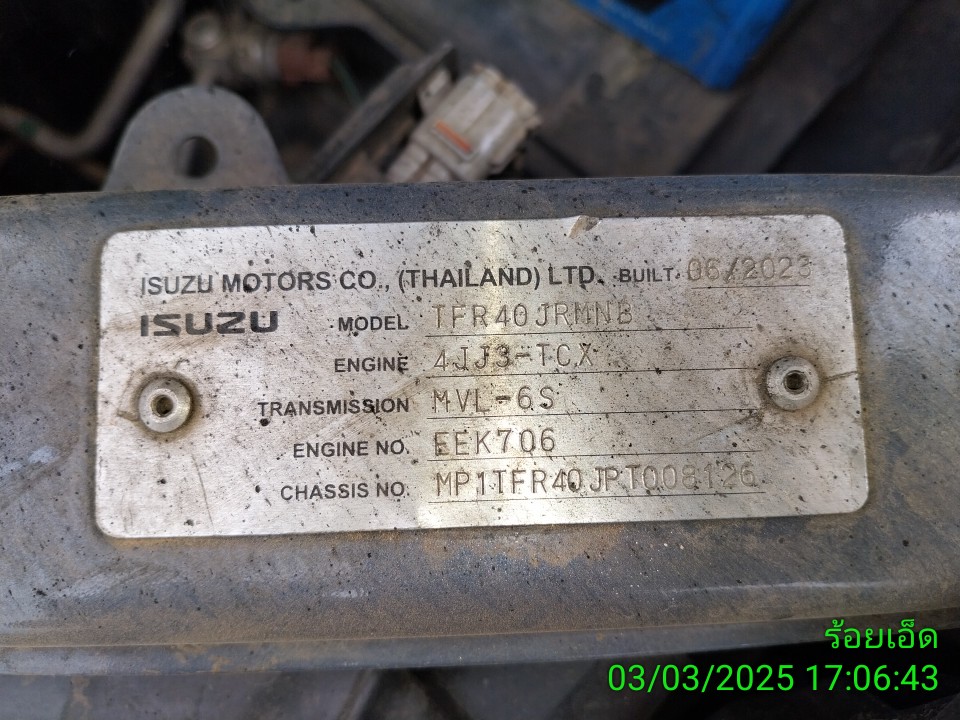 ISUZU MOTORS CO., (THAILAND) LTD. BUILT 06/2023
ISUZU MODEL TFR40JRMNB
ENGINE 4JJ3-TCX
TRANSMISSION MVL-6S
ENGINE NO. EEK706
CHASSIS NO. MP1TFR40JPT008126
ร้อยเอ็ด
03/03/2025 17:06:43